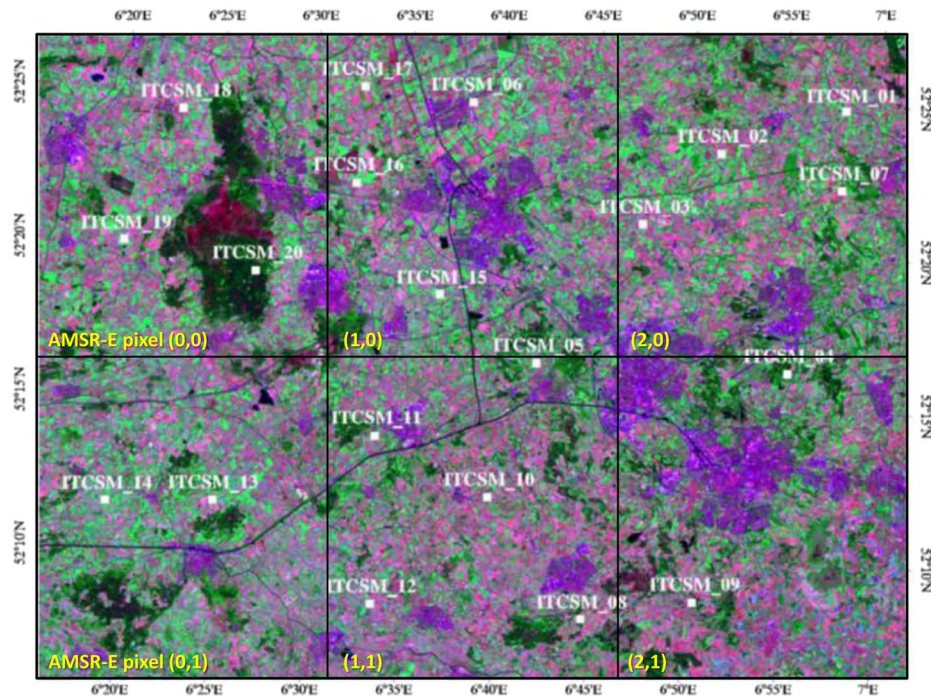 6°20'E 6°25'E 6°30'E 6°35'E 6°40'E 6°45'E 6°50'E 6°55'E 7°E
52°25'N
52°25'N
ITCSM_17
ITCSM_18
ITCSM_06
ITCSM_01
ITCSM_02
ITCSM_16
ITCSM_07
ITCSM_19
ITCSM_03
52°20'N
52°20'N
ITCSM_20
ITCSM_15
AMSR-E pixel (0,0)
(1,0)
(2,0)
ITCSM_05
ITCSM_04
52°15'N
52°15'N
ITCSM_11
ITCSM_14
ITCSM_13
ITCSM_10
52°10'N
52°10'N
ITCSM_12
ITCSM_08
ITCSM_09
AMSR-E pixel (0,1)
(1,1)
(2,1)
6°20'E 6°25'E 6°30'E 6°35'E 6°40'E 6°45'E 6°50'E 6°55'E 7°E